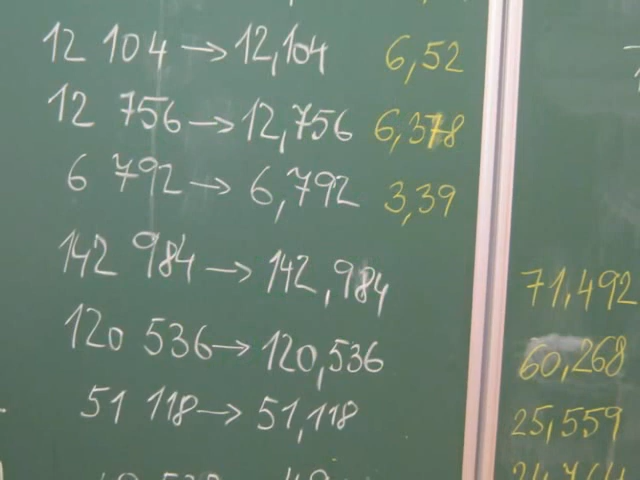 12 104 → 12,104 6,52
12 756 → 12,756 6,378
6 792 → 6,792 3,39
142 984 → 142,984 71,492
120 536 → 120,536 60,268
51 118 → 51,118 25,559